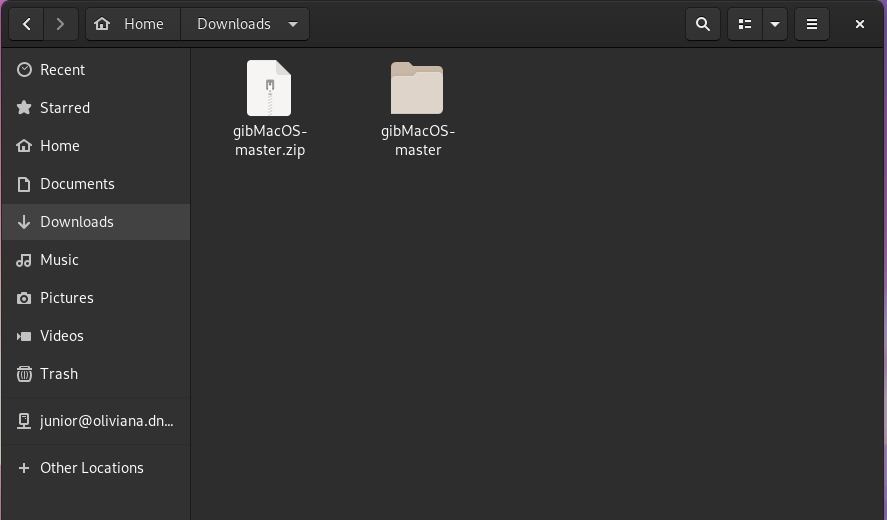 Home
Downloads
Recent
Starred
Home
Documents
Downloads
Music
Pictures
Videos
Trash
junior@oliviana.dn...
Other Locations
gibMacOS-
master.zip
gibMacOS-
master